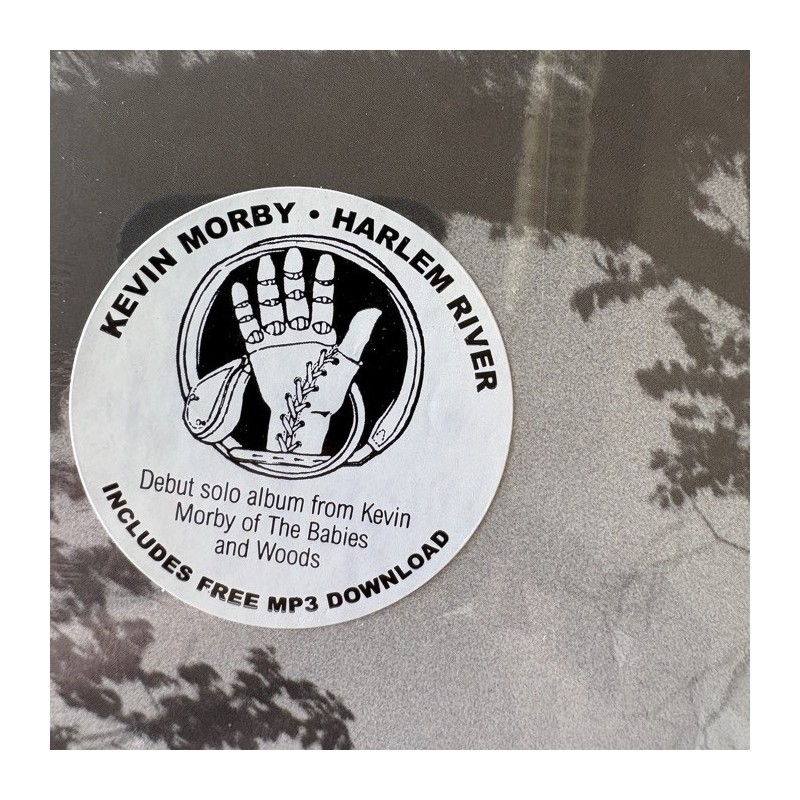 KEVIN MORBY • HARLEM RIVER
Debut solo album from Kevin
Morby of The Babies
and Woods
INCLUDES FREE MP3 DOWNLOAD